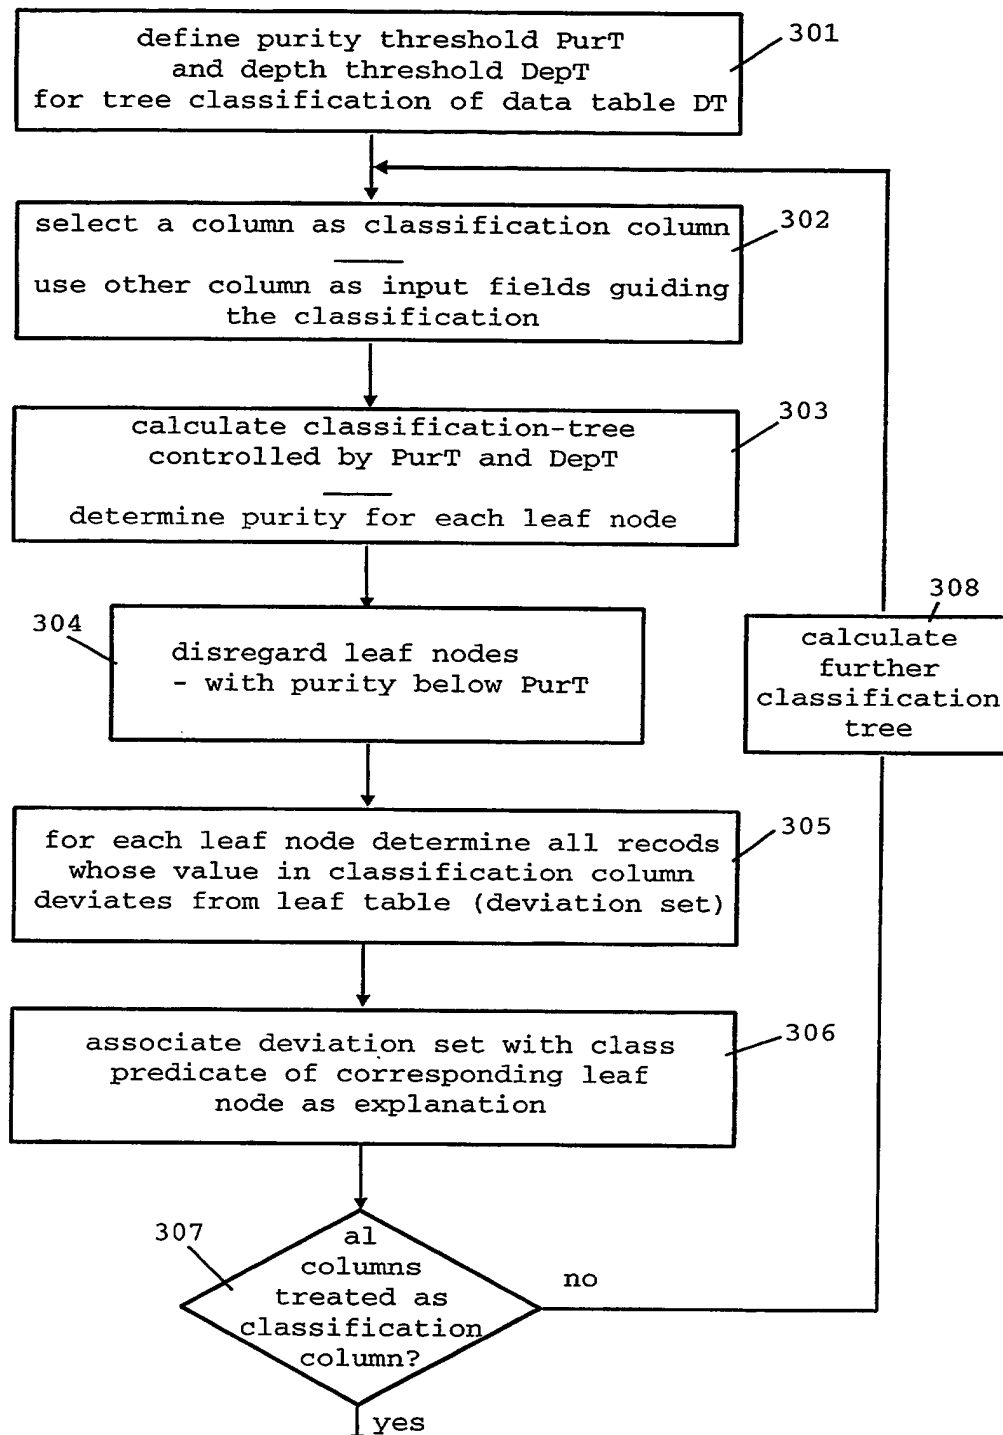 define purity threshold PurT
and depth threshold DepT
for tree classification of data table DT
301
select a column as classification column
use other column as input fields guiding
the classification
302
calculate classification-tree
controlled by PurT and DepT
determine purity for each leaf node
303
304
disregard leaf nodes
- with purity below PurT
308
calculate
further
classification
tree
for each leaf node determine all recods
whose value in classification column
deviates from leaf table (deviation set)
305
associate deviation set with class
predicate of corresponding leaf
node as explanation
306
307
al
columns
treated as
classification
column?
no
yes